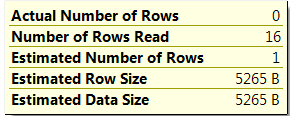 Actual Number of Rows 0
Number of Rows Read 16
Estimated Number of Rows 1
Estimated Row Size 5265 B
Estimated Data Size 5265 B